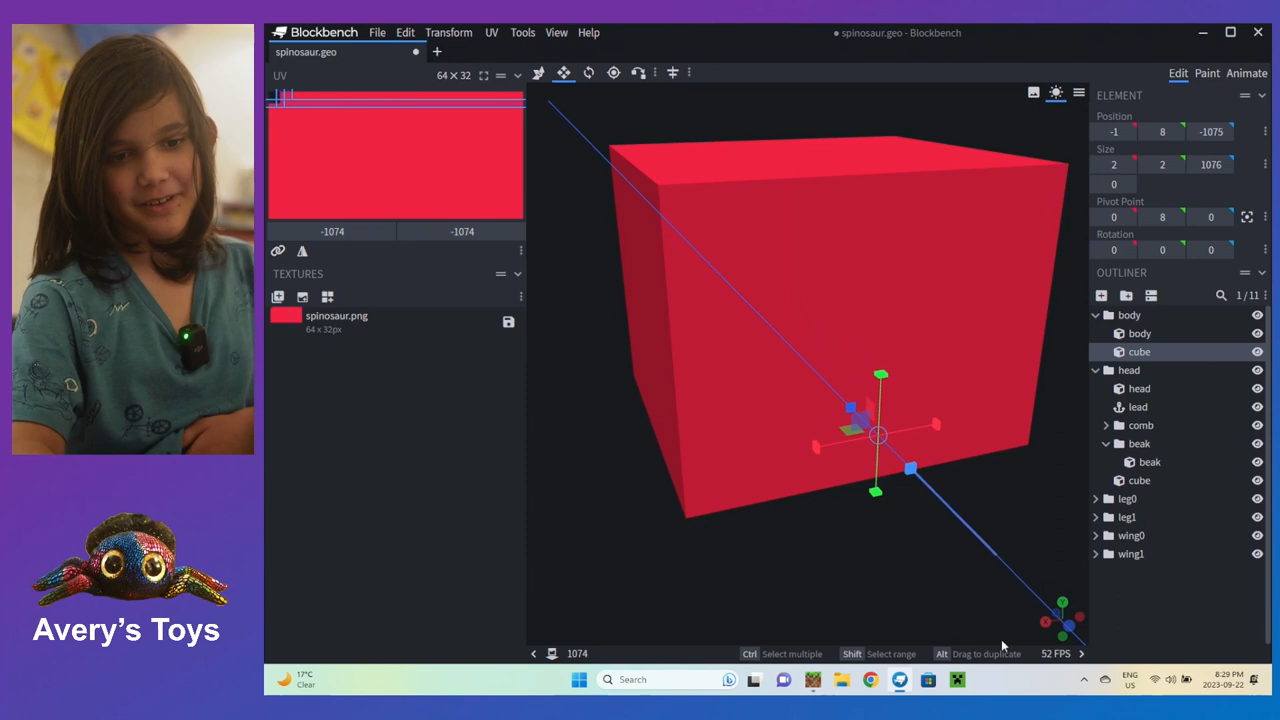 Blockbench
File Edit Transform UV Tools View Help
spinosaur.geo - Blockbench
spinosaur.geo
UV
64 × 32
Edit Paint Animate
ELEMENT
Position
-1 8 -1075
Size
2 2 1076
0
Pivot Point
0 8 0
Rotation
0 0 0
-1074 -1074
TEXTURES
spinosaur.png
64 x 32px
OUTLINER
1/11
body
body
cube
head
head
lead
comb
beak
beak
cube
leg0
leg1
wing0
wing1
Y
X
1074
Ctrl Select multiple Shift Select range Alt Drag to duplicate 52 FPS
Avery's Toys
17°C
Clear
Search
ENG
US
8:29 PM
2023-09-22